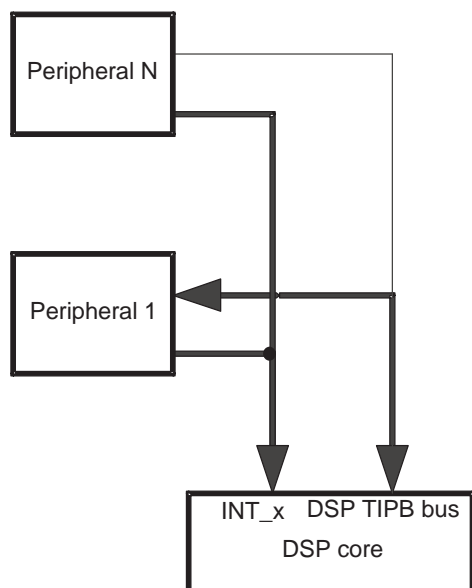 Peripheral N
Peripheral 1
INT_x DSP TIPB bus
DSP core